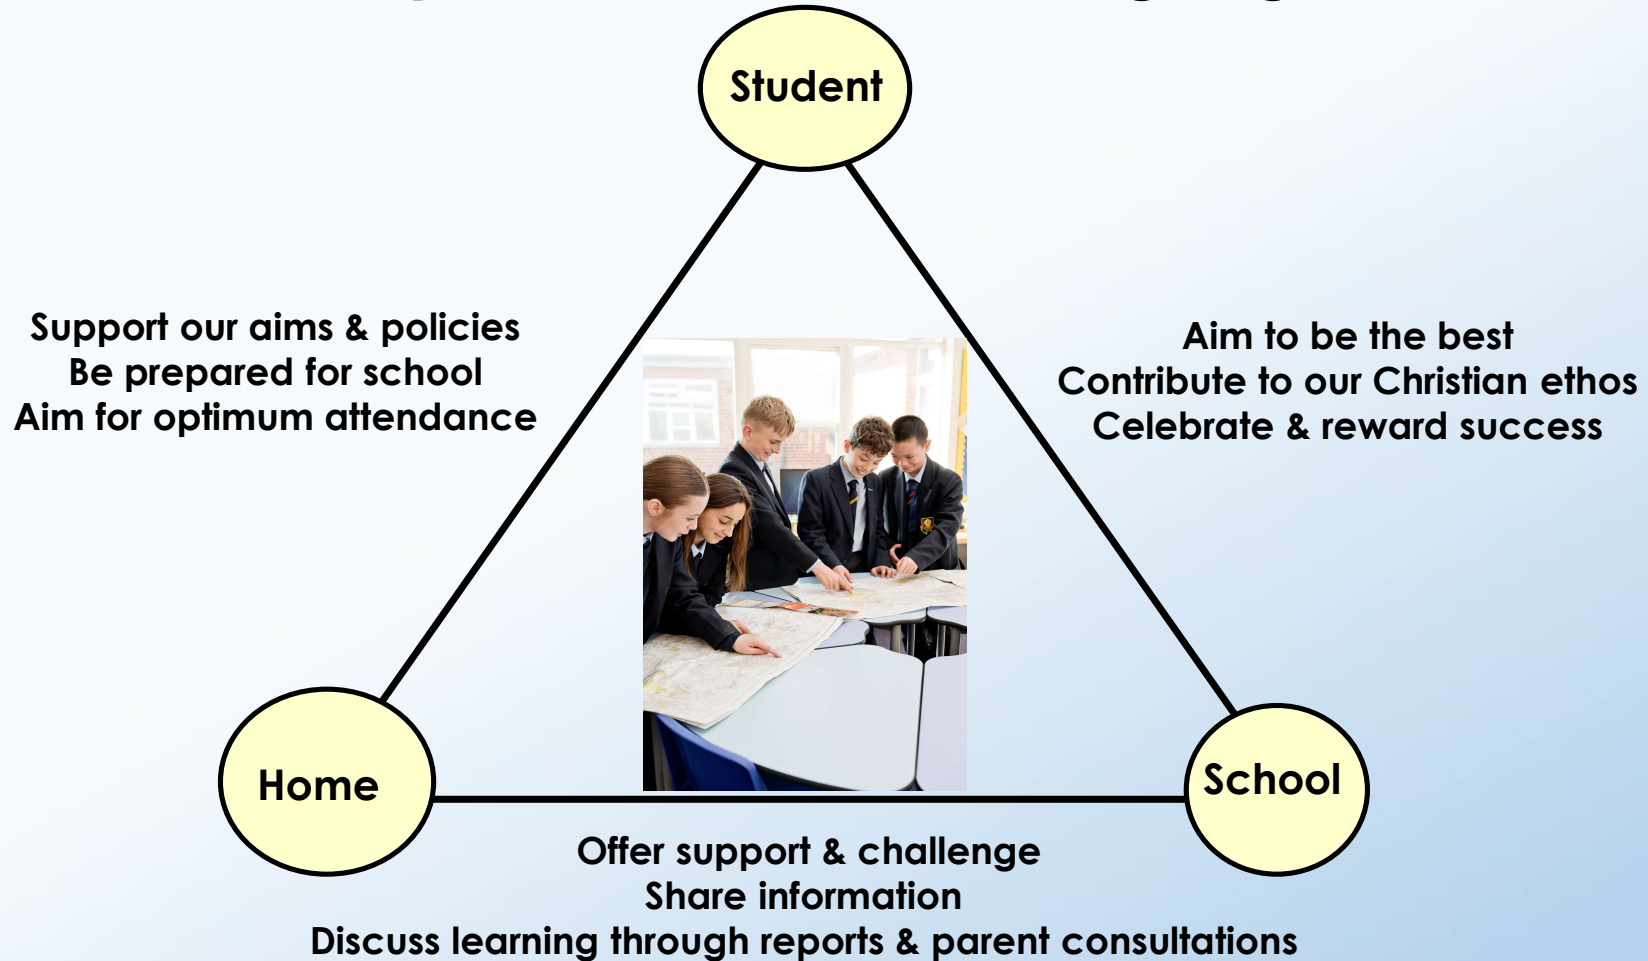 Student
Support our aims & policies
Be prepared for school
Aim for optimum attendance
Aim to be the best
Contribute to our Christian ethos
Celebrate & reward success
Home
School
Offer support & challenge
Share information
Discuss learning through reports & parent consultations